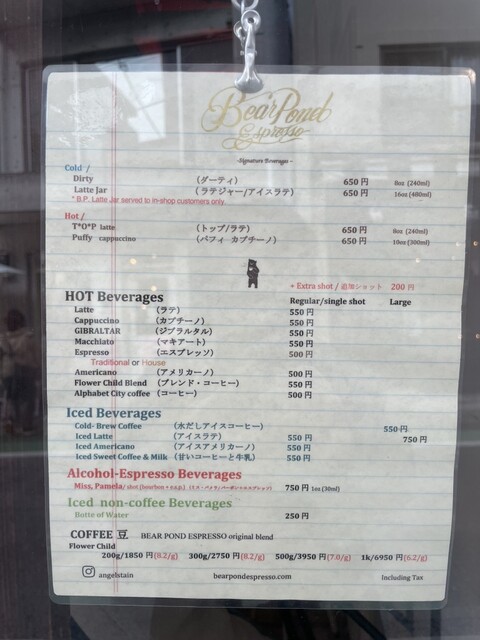 Bear Pond
Espresso
-Signature Beverages-
Cold /
Dirty (ダーティ) 650 円 8oz (240ml)
Latte Jar (ラテジャー/アイスラテ) 650 円 16oz (480ml)
* B.P. Latte Jar served to in-shop customers only
Hot /
T*O*P latte (トップ/ラテ) 650 円 8oz (240ml)
Puffy cappuccino (パフィ カプチーノ) 650 円 10oz (300ml)
+ Extra shot / 追加ショット 200 円
HOT Beverages Regular/single shot Large
Latte (ラテ) 550 円
Cappuccino (カプチーノ) 550 円
GIBRALTAR (ジブラルタル) 550 円
Macchiato (マキアート) 550 円
Espresso (エスプレッソ) 500 円
Traditional or House
Americano (アメリカーノ) 500 円
Flower Child Blend (ブレンド・コーヒー) 550 円
Alphabet City coffee (コーヒー) 500 円
Iced Beverages
Cold- Brew Coffee (水だしアイスコーヒー) 550 円
Iced Latte (アイスラテ) 550 円 750 円
Iced Americano (アイスアメリカーノ) 550 円
Iced Sweet Coffee & Milk (甘いコーヒーと牛乳) 550 円
Alcohol-Espresso Beverages
Miss, Pamela/ shot (bourbon + e.s.p.) 750 円 1oz (30ml)
Iced non-coffee Beverages
Botte of Water 250 円
COFFEE 豆 BEAR POND ESPRESSO original blend
Flower Child
200g/1850 円(8.2/g) 300g/2750 円(8.2/g) 500g/3950 円(7.0/g) 1k/6950 円(6.2/g)
angelstain bearpondespresso.com Including Tax